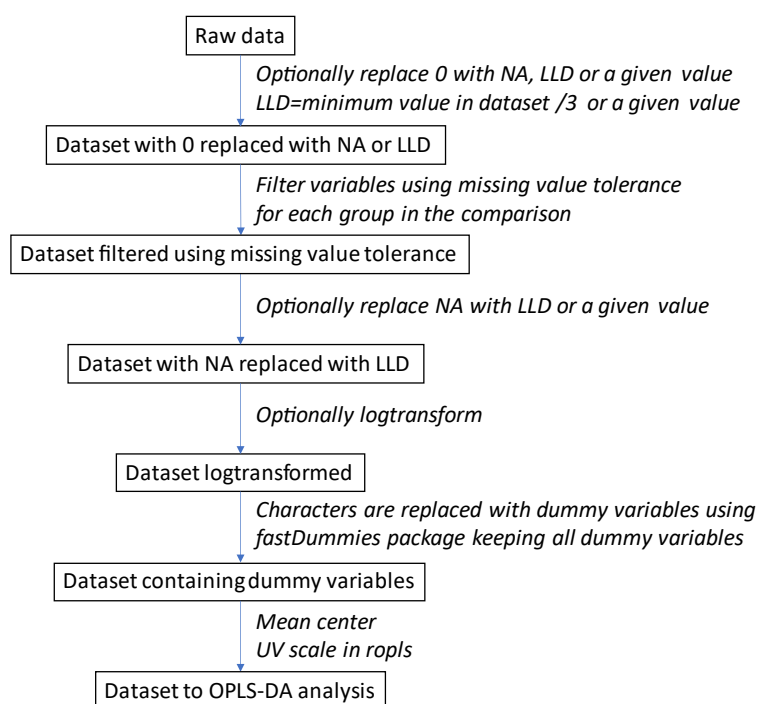 Raw data
Optionally replace 0 with NA, LLD or a given value
LLD=minimum value in dataset /3 or a given value
Dataset with 0 replaced with NA or LLD
Filter variables using missing value tolerance
for each group in the comparison
Dataset filtered using missing value tolerance
Optionally replace NA with LLD or a given value
Dataset with NA replaced with LLD
Optionally logtransform
Dataset logtransformed
Characters are replaced with dummy variables using
fastDummies package keeping all dummy variables
Dataset containing dummy variables
Mean center
UV scale in ropls
Dataset to OPLS-DA analysis